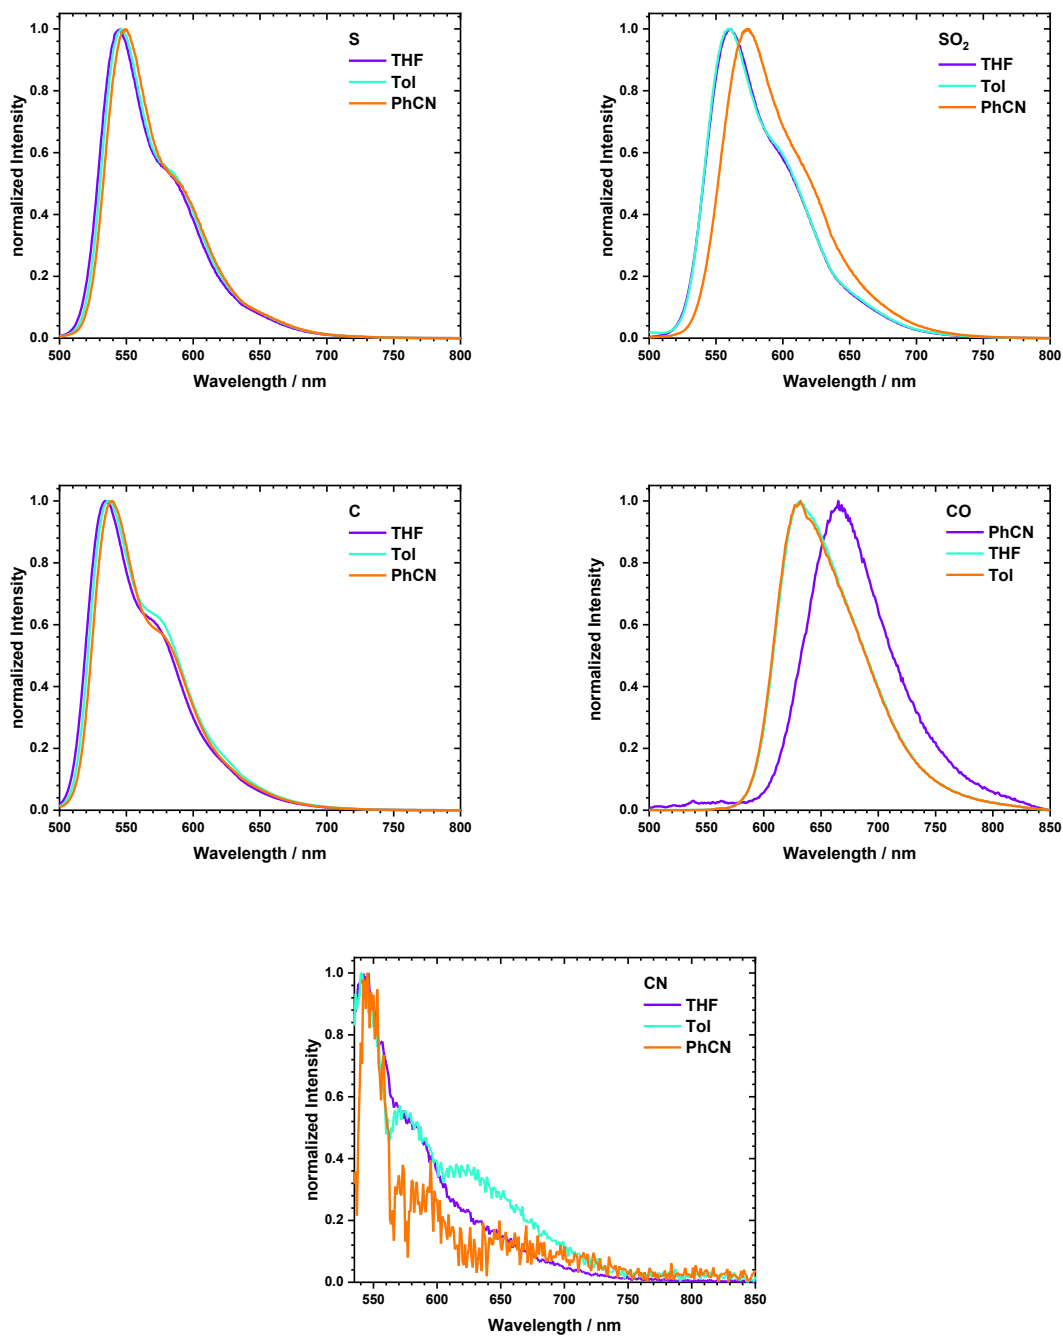 S
THF
Tol
PhCN
normalized Intensity
1.0
0.8
0.6
0.4
0.2
0.0
500 550 600 650 700 750 800
Wavelength / nm
SO2
THF
Tol
PhCN
normalized Intensity
1.0
0.8
0.6
0.4
0.2
0.0
500 550 600 650 700 750 800
Wavelength / nm
C
THF
Tol
PhCN
normalized Intensity
1.0
0.8
0.6
0.4
0.2
0.0
500 550 600 650 700 750 800
Wavelength / nm
CO
PhCN
THF
Tol
normalized Intensity
1.0
0.8
0.6
0.4
0.2
0.0
500 550 600 650 700 750 800 850
Wavelength / nm
CN
THF
Tol
PhCN
normalized Intensity
1.0
0.8
0.6
0.4
0.2
0.0
550 600 650 700 750 800 850
Wavelength / nm